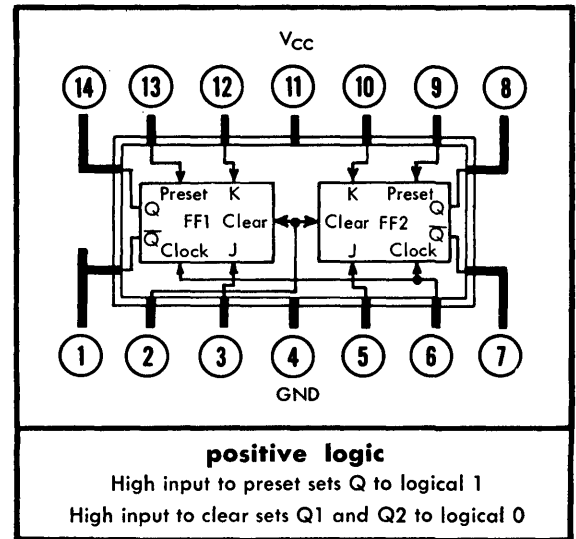 V_CC
14 13 12 11 10 9 8
Preset K K Preset
Q FF1 Clear Clear FF2 Q
Q̅ Q̅
Clock J J Clock
1 2 3 4 5 6 7
GND
positive logic
High input to preset sets Q to logical 1
High input to clear sets Q1 and Q2 to logical 0